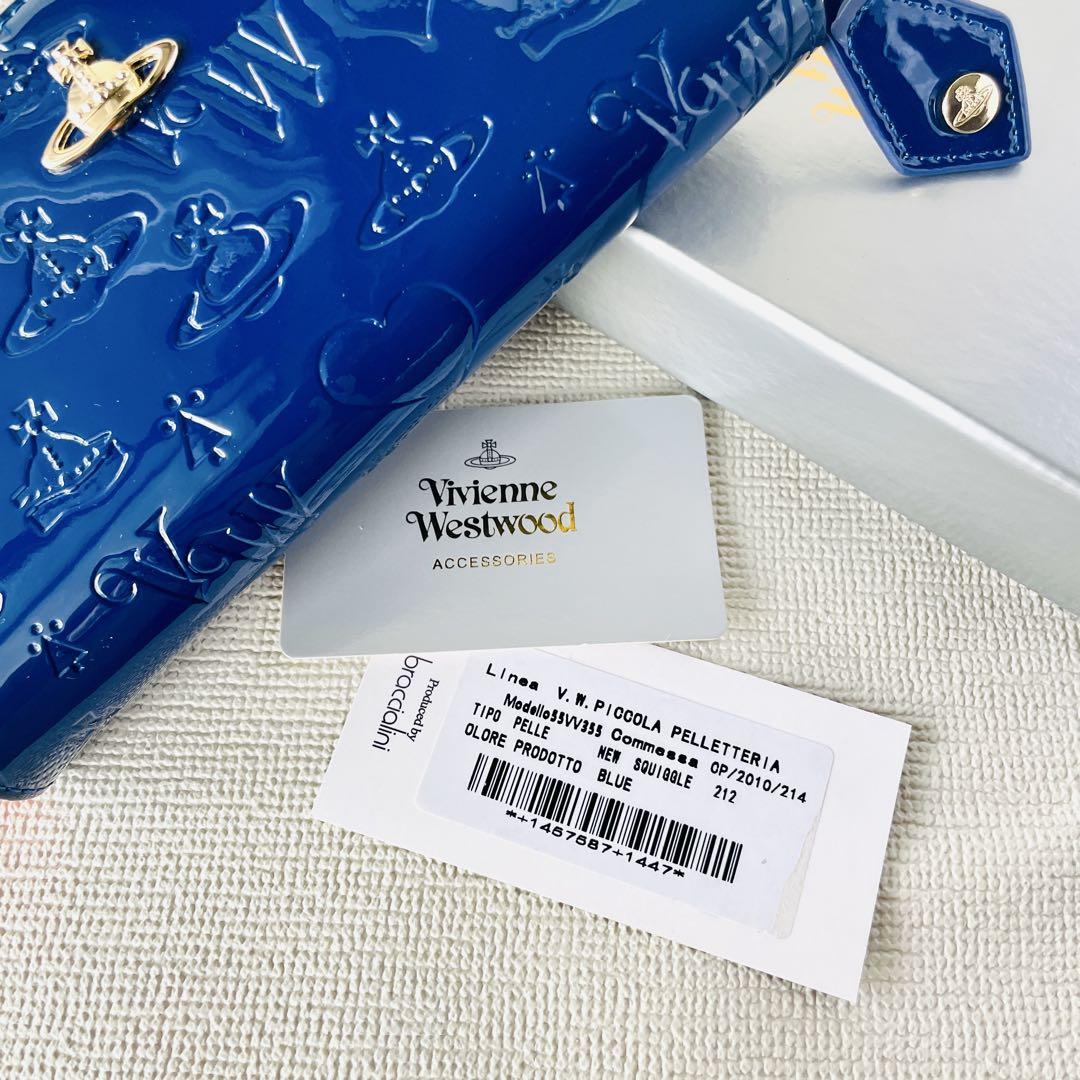 Vivienne
Westwood
ACCESSORIES
Produced by
braccialini
Linea V.W.PICCOLA PELLETTERIA
Modello55VV355 Commessa OP/2010/214
TIPO PELLE NEW SQUIGGLE 212
OLORE PRODOTTO BLUE
*+1457587+1447*